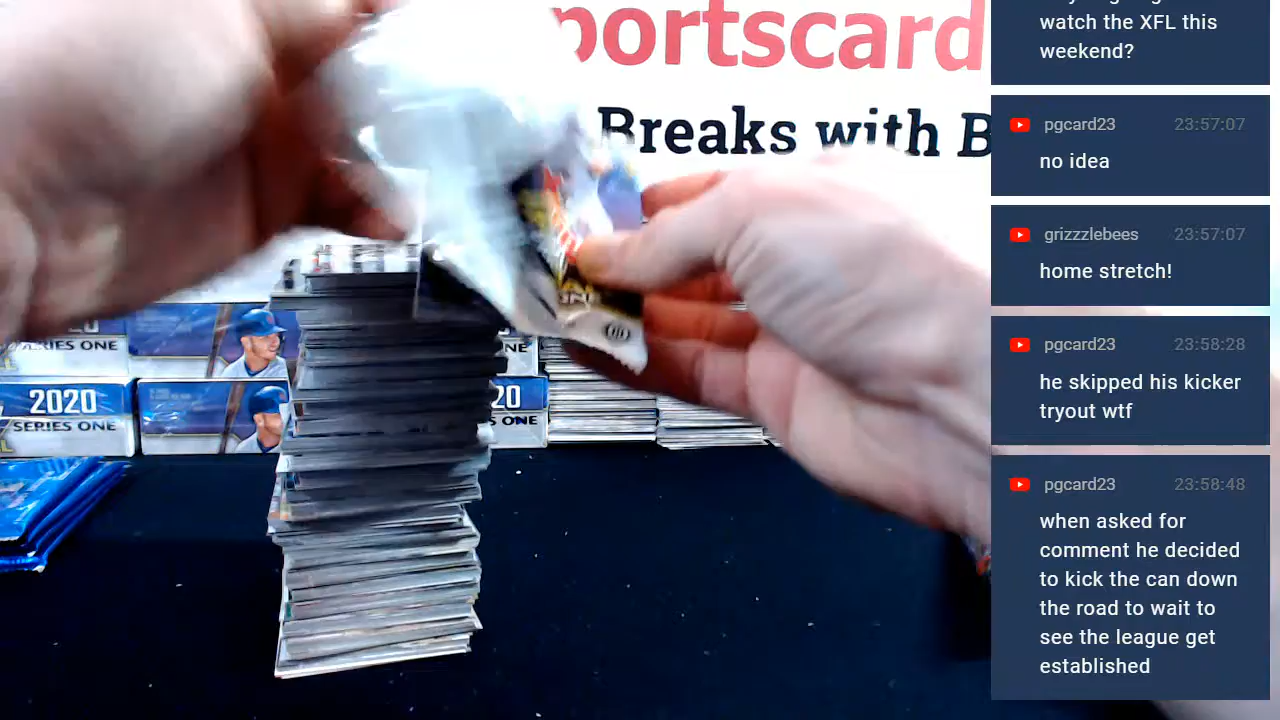 portscard
Breaks with B
SERIES ONE
2020
SERIES ONE
20
S ONE
watch the XFL this
weekend?
pgcard23 23:57:07
no idea
grizzzlebees 23:57:07
home stretch!
pgcard23 23:58:28
he skipped his kicker
tryout wtf
pgcard23 23:58:48
when asked for
comment he decided
to kick the can down
the road to wait to
see the league get
established